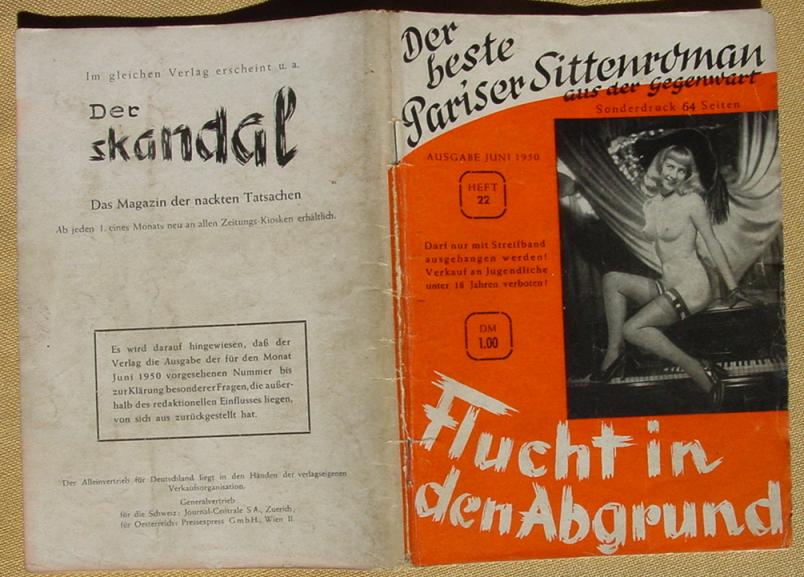 Im gleichen Verlag erscheint u. a.
Der
skandal
Das Magazin der nackten Tatsachen
Ab jeden 1. eines Monats neu an allen Zeitungs-Kiosken erhältlich.
Es wird darauf hingewiesen, daß der
Verlag die Ausgabe der für den Monat
Juni 1950 vorgesehenen Nummer bis
zur Klärung besonderer Fragen, die außer-
halb des redaktionellen Einflusses liegen,
von sich aus zurückgestellt hat.
Der Alleinvertrieb für Deutschland liegt in den Händen der verlagseigenen
Verkaufsorganisation.
Generalvertrieb
für die Schweiz: Journal-Centrale S A., Zuerich,
für Oesterreich: Pressexpress G m b H., Wien II.
Der
beste
Pariser Sittenroman
aus der Gegenwart
Sonderdruck 64 Seiten
AUSGABE JUNI 1950
HEFT
22
Darf nur mit Streifband
ausgehangen werden!
Verkauf an Jugendliche
unter 18 Jahren verboten!
DM
1.00
Flucht in
den Abgrund